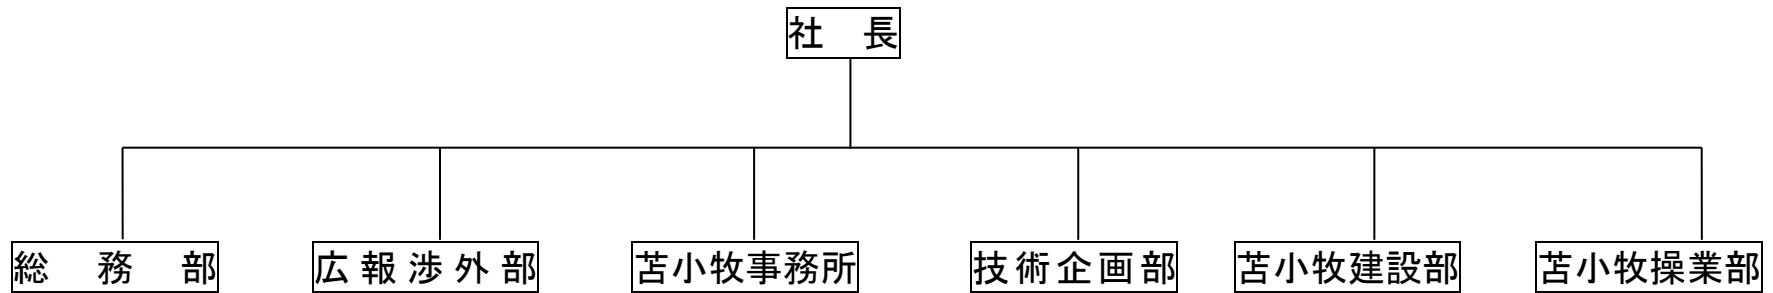 社　長
総　務　部
広報渉外部
苫小牧事務所
技術企画部
苫小牧建設部
苫小牧操業部